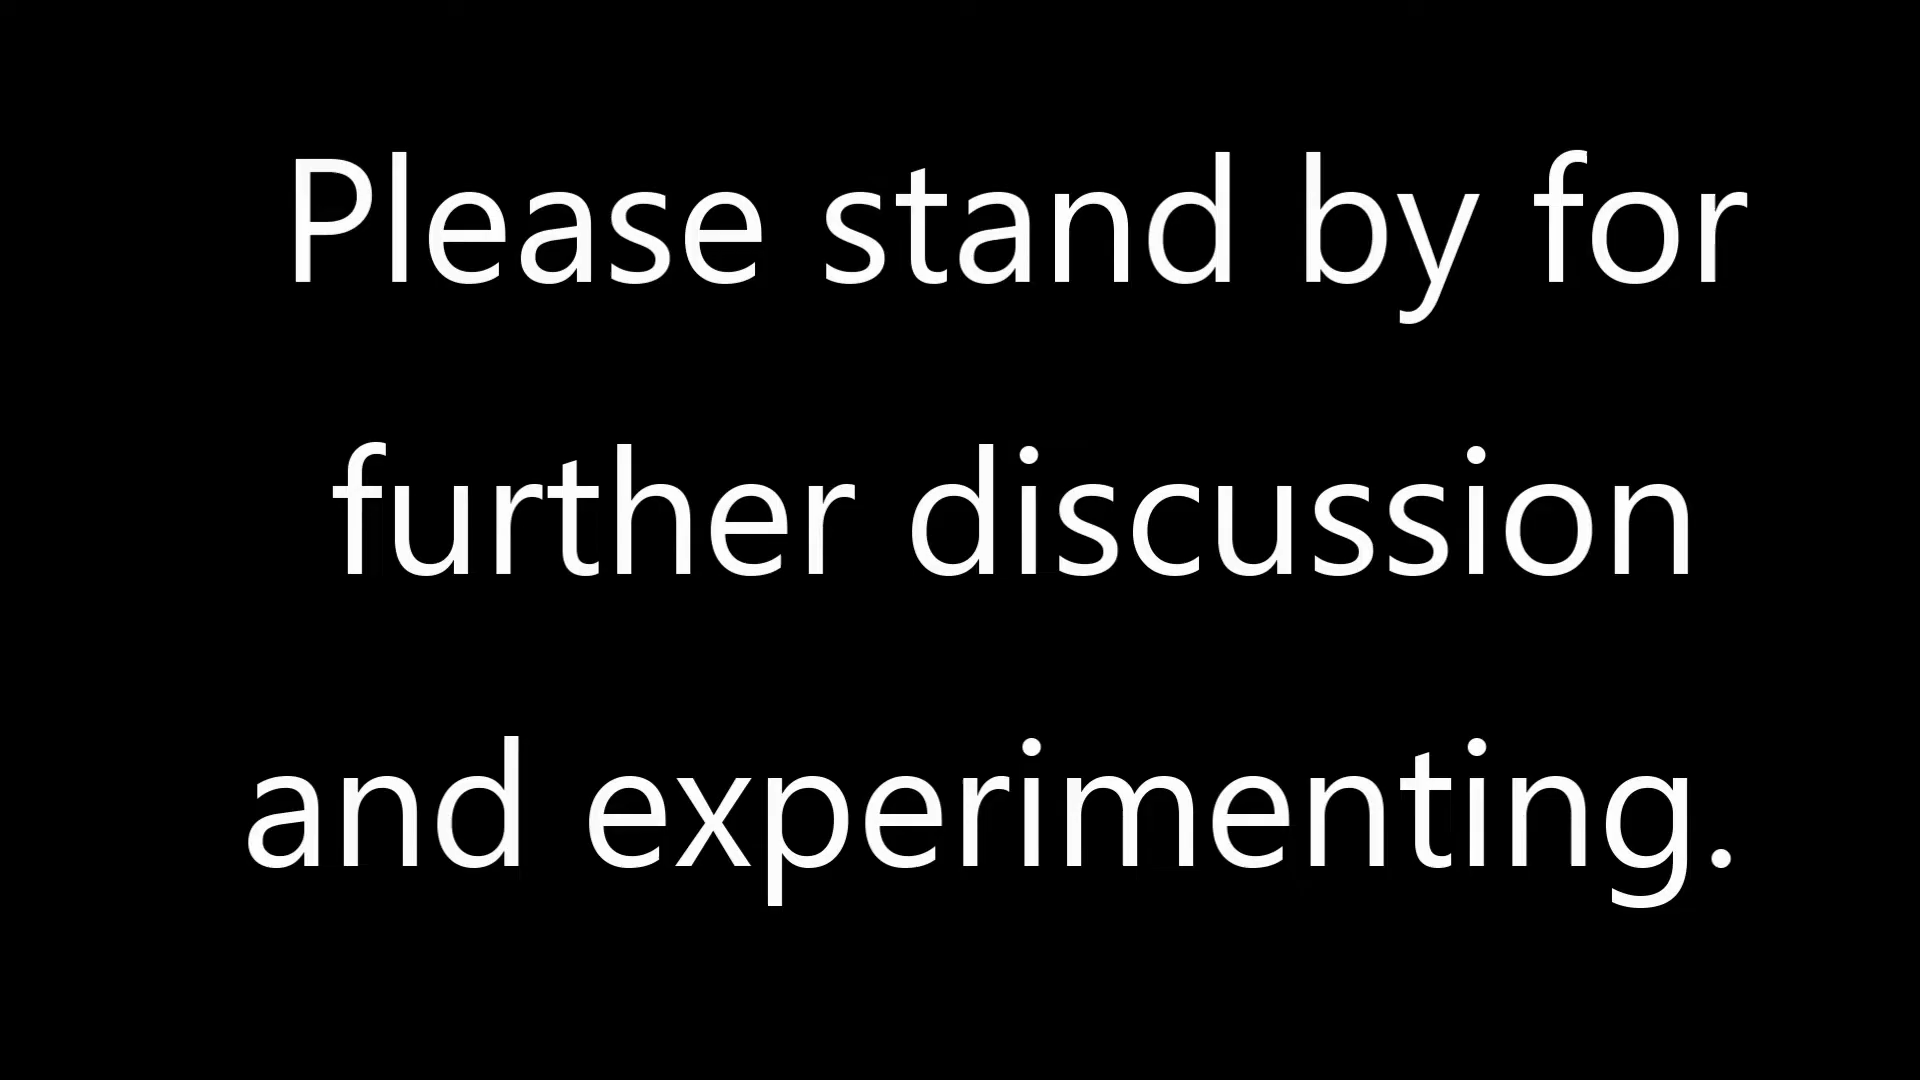 Please stand by for
further discussion
and experimenting.